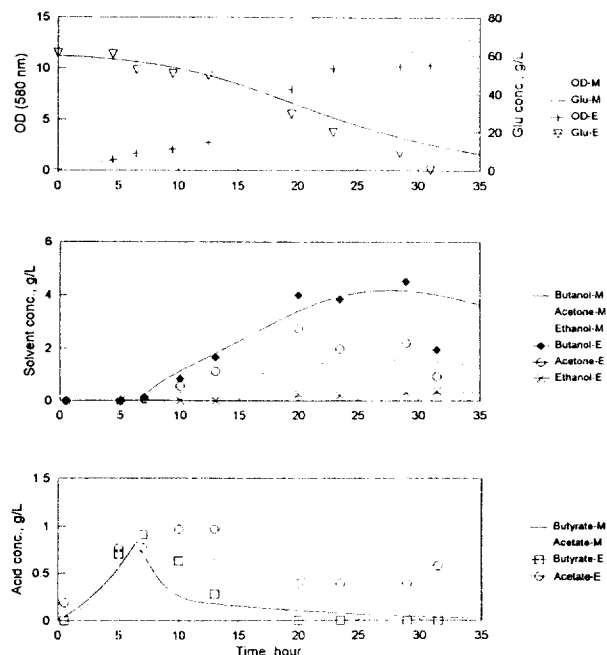 15
10
5
0
OD (580 nm)
80
60
40
20
0
Glu conc., g/L
0 5 10 15 20 25 30 35
OD-M
Glu-M
OD-E
Glu-E
6
4
2
0
Solvent conc., g/L
0 5 10 15 20 25 30 35
Butanol-M
Acetone-M
Ethanol-M
Butanol-E
Acetone-E
Ethanol-E
1.5
1
0.5
0
Acid conc., g/L
0 5 10 15 20 25 30 35
Time, hour
Butyrate-M
Acetate-M
Butyrate-E
Acetate-E